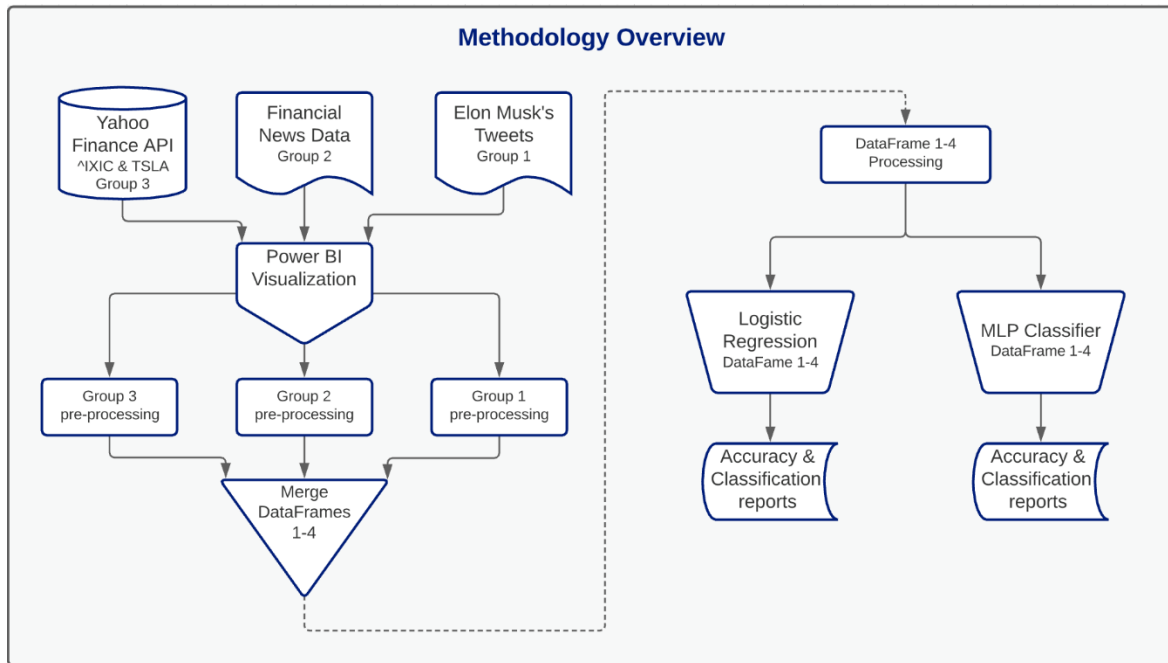 Methodology Overview
Yahoo
Finance API
^IXIC & TSLA
Group 3
Financial
News Data
Group 2
Elon Musk's
Tweets
Group 1
Power BI
Visualization
Group 3
pre-processing
Group 2
pre-processing
Group 1
pre-processing
Merge
DataFrames
1-4
DataFrame 1-4
Processing
Logistic
Regression
DataFame 1-4
MLP Classifier
DataFrame 1-4
Accuracy &
Classification
reports
Accuracy &
Classification
reports